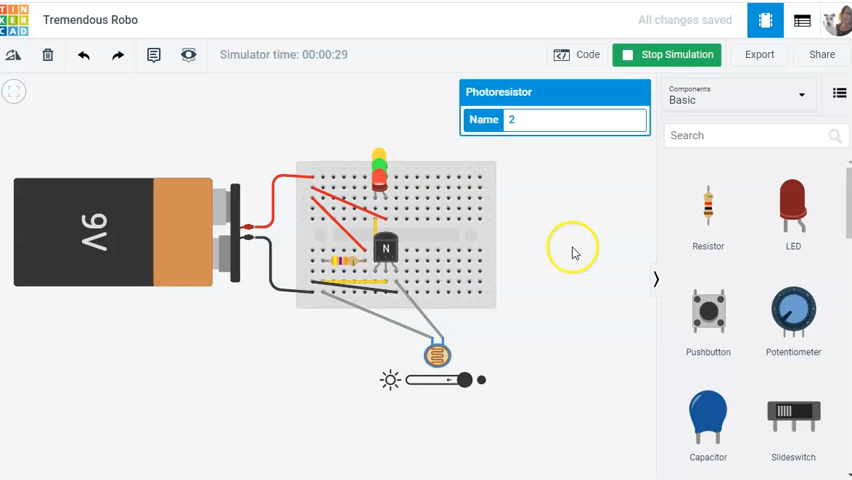 TIN
KER
CAD
Tremendous Robo
All changes saved
Simulator time: 00:00:29
Code
Stop Simulation
Export
Share
Photoresistor
Name 2
Components
Basic
Search
9V
N
Resistor
LED
Pushbutton
Potentiometer
Capacitor
Slideswitch